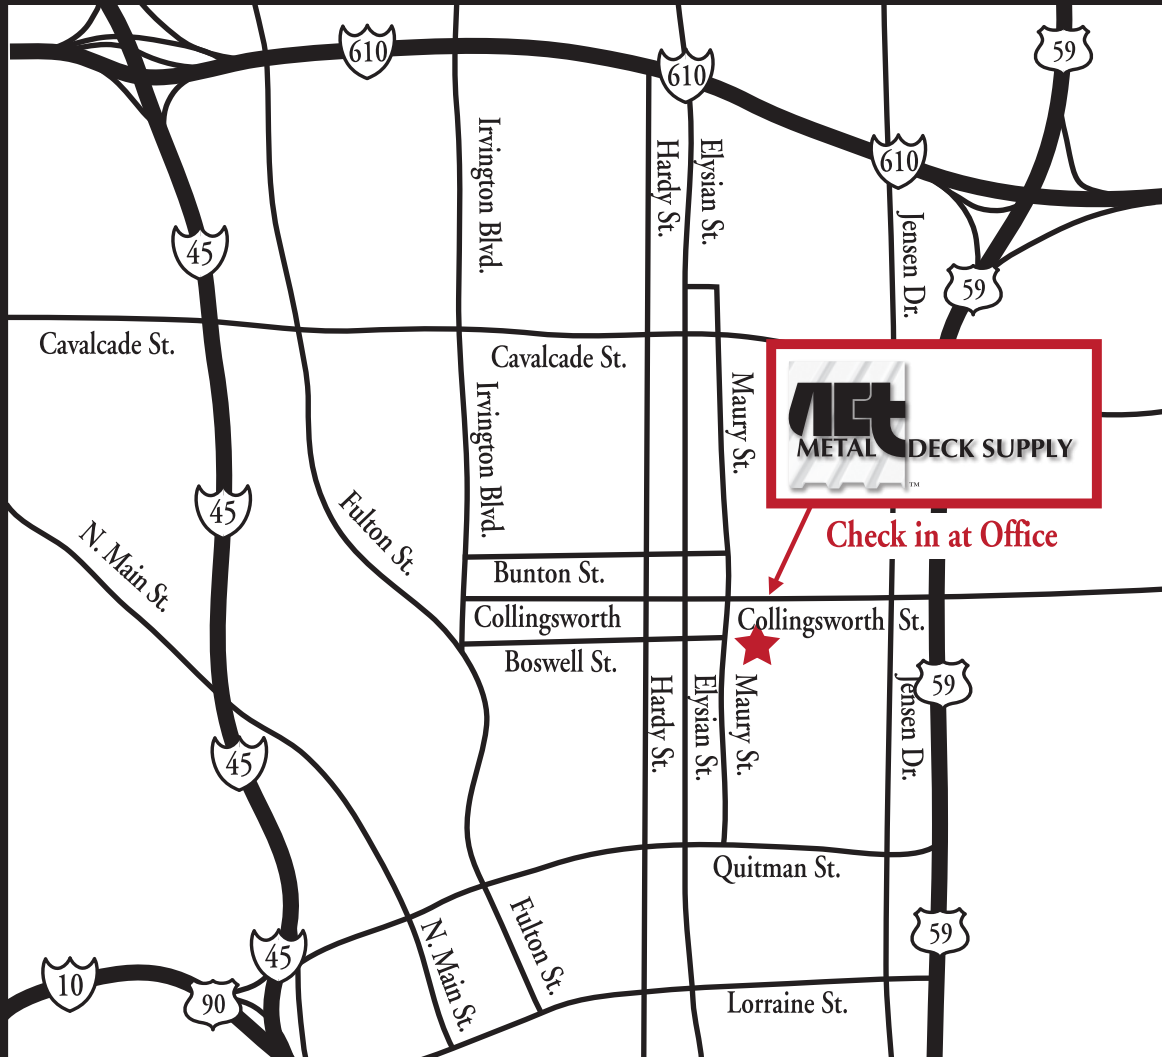 610
610
59
610
Irvington Blvd.
Hardy St.
Elysian St.
Jensen Dr.
45
59
Cavalcade St.
Cavalcade St.
Irvington Blvd.
Maury St.
ACt
METAL DECK SUPPLY
™
45
Fulton St.
N. Main St.
Check in at Office
Bunton St.
Collingsworth
Collingsworth St.
Boswell St.
Hardy St.
Elysian St.
Maury St.
Jensen Dr.
59
45
Quitman St.
Fulton St.
N. Main St.
59
45
10
90
Lorraine St.